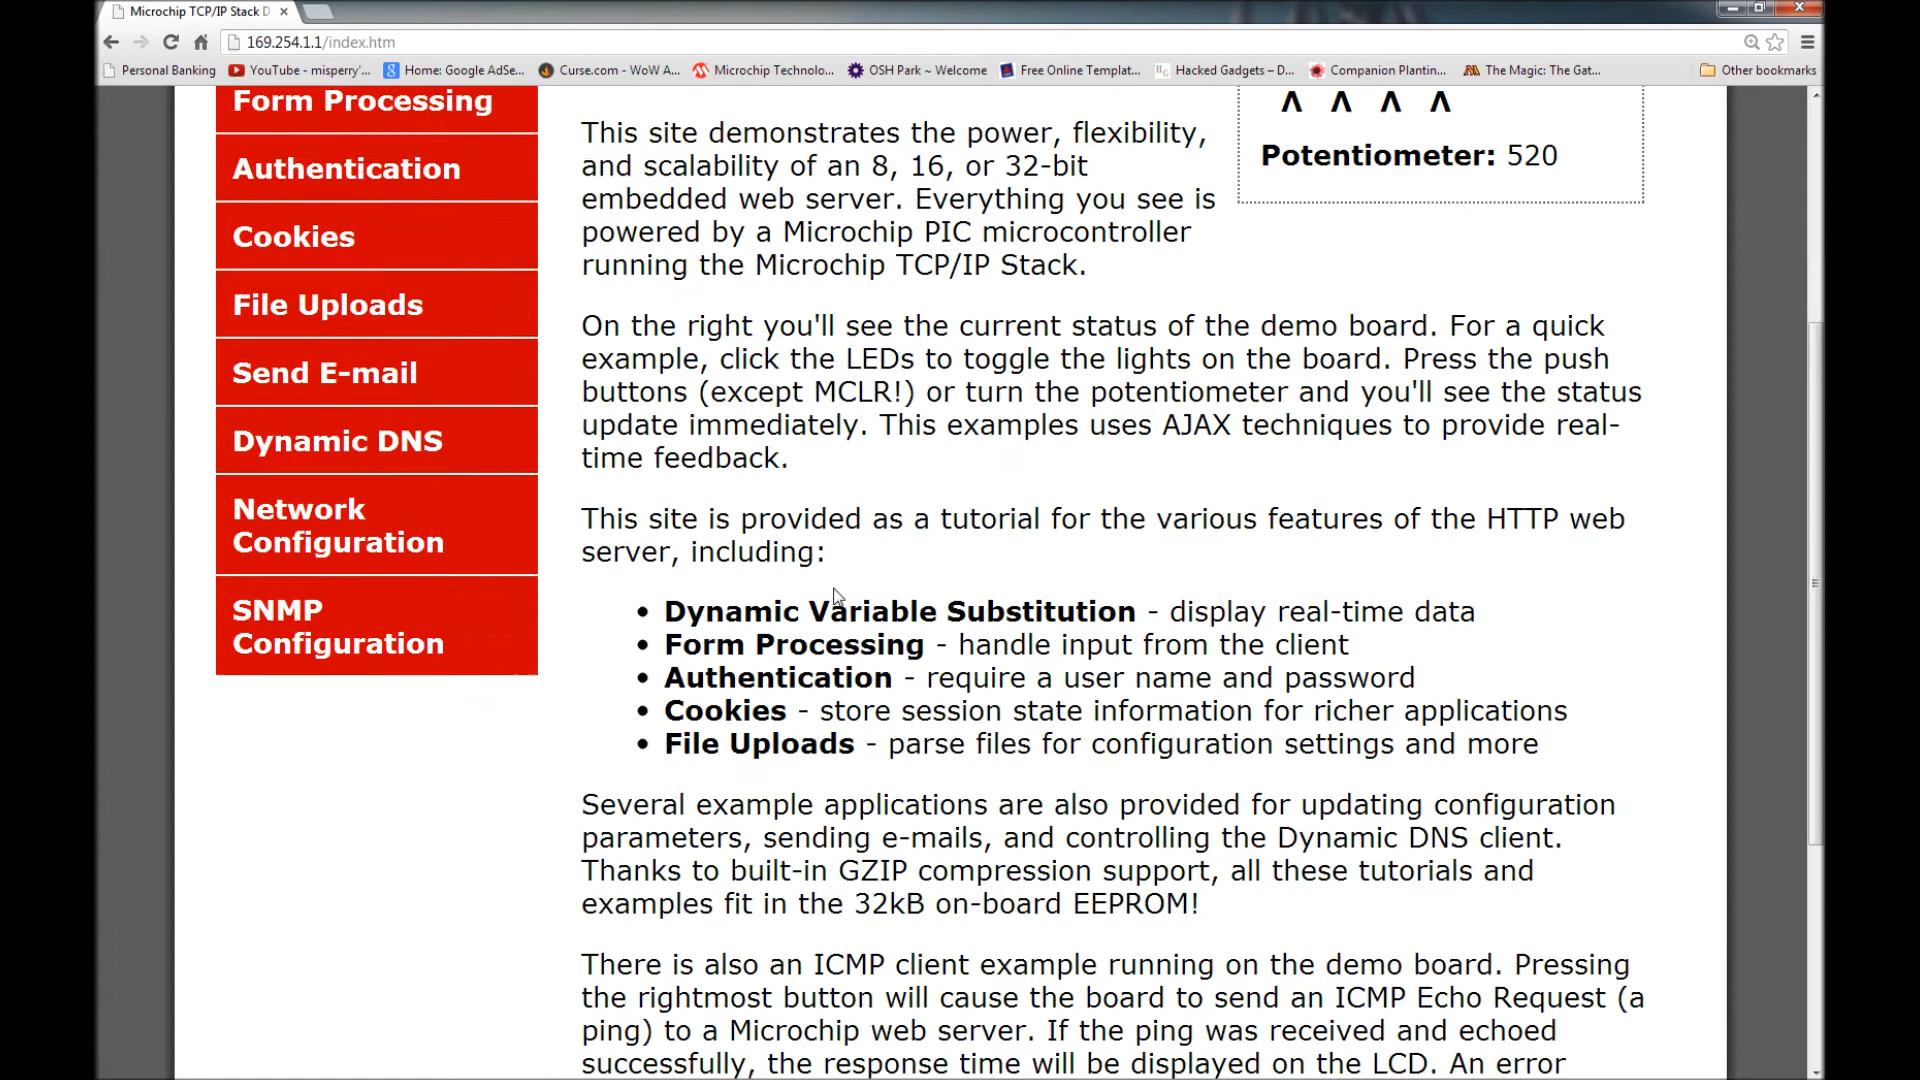 Microchip TCP/IP Stack D
169.254.1.1/index.htm
Personal Banking
YouTube - misperry'...
Home: Google AdSe...
Curse.com - WoW A...
Microchip Technolo...
OSH Park ~ Welcome
Free Online Templat...
Hacked Gadgets – D...
Companion Plantin...
The Magic: The Gat...
Other bookmarks
Form Processing
Authentication
Cookies
File Uploads
Send E-mail
Dynamic DNS
Network
Configuration
SNMP
Configuration
Λ Λ Λ Λ
Potentiometer: 520
This site demonstrates the power, flexibility,
and scalability of an 8, 16, or 32-bit
embedded web server. Everything you see is
powered by a Microchip PIC microcontroller
running the Microchip TCP/IP Stack.
On the right you'll see the current status of the demo board. For a quick
example, click the LEDs to toggle the lights on the board. Press the push
buttons (except MCLR!) or turn the potentiometer and you'll see the status
update immediately. This examples uses AJAX techniques to provide real-
time feedback.
This site is provided as a tutorial for the various features of the HTTP web
server, including:
• Dynamic Variable Substitution - display real-time data
• Form Processing - handle input from the client
• Authentication - require a user name and password
• Cookies - store session state information for richer applications
• File Uploads - parse files for configuration settings and more
Several example applications are also provided for updating configuration
parameters, sending e-mails, and controlling the Dynamic DNS client.
Thanks to built-in GZIP compression support, all these tutorials and
examples fit in the 32kB on-board EEPROM!
There is also an ICMP client example running on the demo board. Pressing
the rightmost button will cause the board to send an ICMP Echo Request (a
ping) to a Microchip web server. If the ping was received and echoed
successfully, the response time will be displayed on the LCD. An error